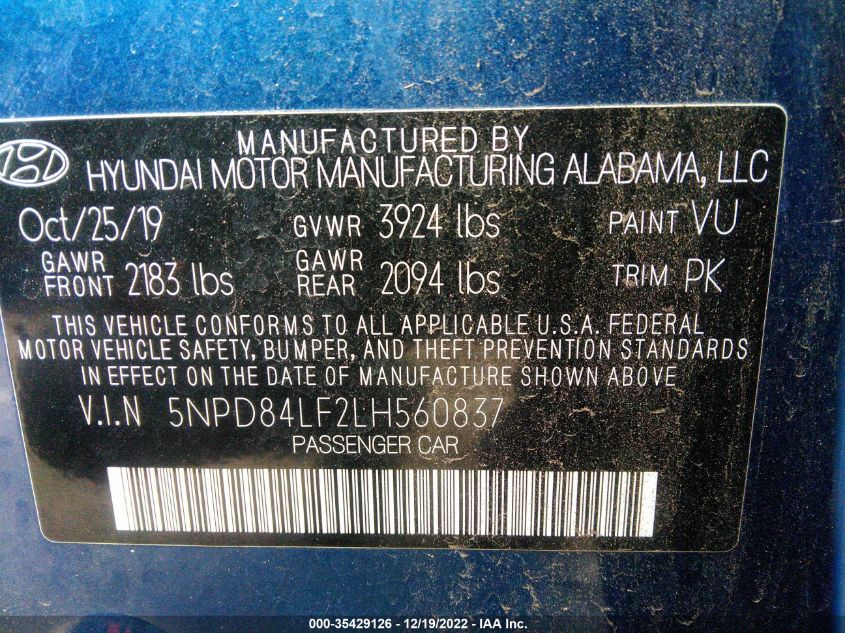 MANUFACTURED BY
HYUNDAI MOTOR MANUFACTURING ALABAMA, LLC
Oct/25/19 GVWR 3924 lbs PAINT VU
GAWR FRONT 2183 lbs GAWR REAR 2094 lbs TRIM PK
THIS VEHICLE CONFORMS TO ALL APPLICABLE U.S.A. FEDERAL
MOTOR VEHICLE SAFETY, BUMPER, AND THEFT PREVENTION STANDARDS
IN EFFECT ON THE DATE OF MANUFACTURE SHOWN ABOVE
V.I.N 5NPD84LF2LH560837
PASSENGER CAR
000-35429126 - 12/19/2022 - IAA Inc.